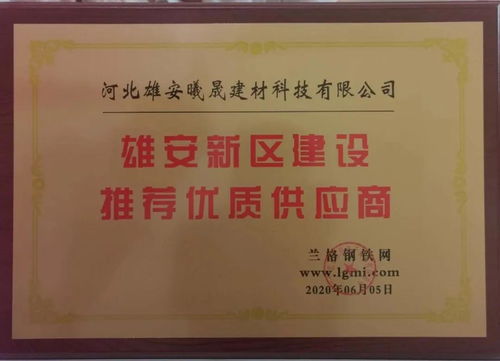 河北雄安曦晟建材科技有限公司
雄安新区建设
推荐优质供应商
兰格钢铁网
www.lgmi.com
2020年06月05日